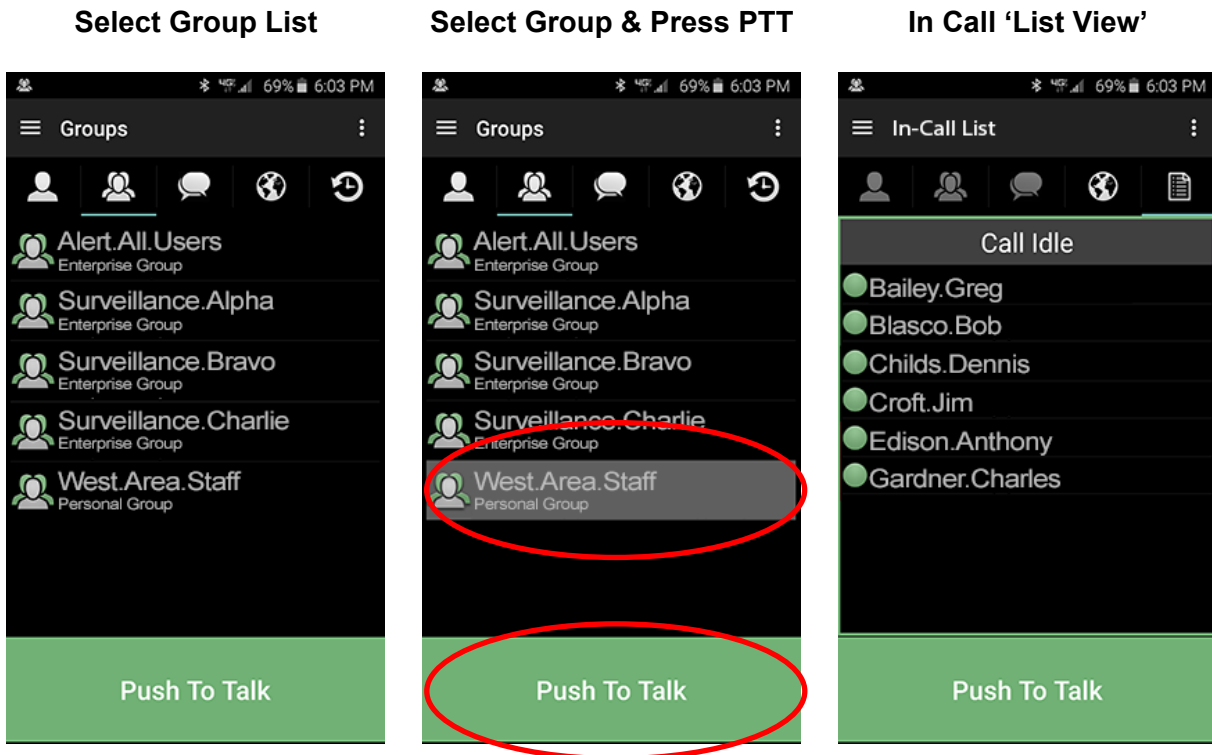 Select Group List
69% 6:03 PM
Groups
Alert.All.Users
Enterprise Group
Surveillance.Alpha
Enterprise Group
Surveillance.Bravo
Enterprise Group
Surveillance.Charlie
Enterprise Group
West.Area.Staff
Personal Group
Push To Talk
Select Group & Press PTT
69% 6:03 PM
Groups
Alert.All.Users
Enterprise Group
Surveillance.Alpha
Enterprise Group
Surveillance.Bravo
Enterprise Group
Surveillance.Charlie
Enterprise Group
West.Area.Staff
Personal Group
Push To Talk
In Call ‘List View’
69% 6:03 PM
In-Call List
Call Idle
Bailey.Greg
Blasco.Bob
Childs.Dennis
Croft.Jim
Edison.Anthony
Gardner.Charles
Push To Talk